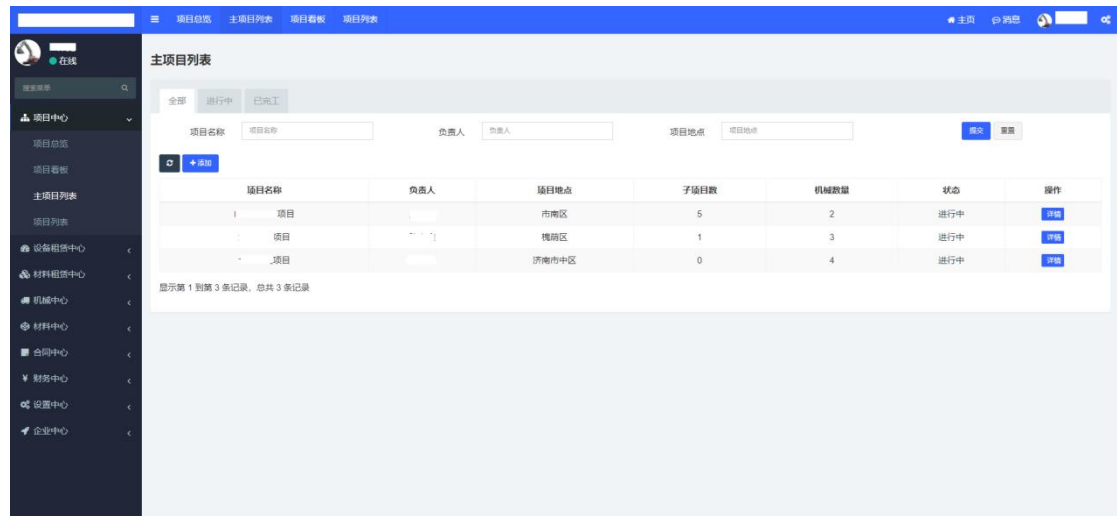 项目总览 主项目列表 项目看板 项目列表 主页 消息
在线
搜索菜单
项目中心
项目总览
项目看板
主项目列表
项目列表
设备租赁中心
材料租赁中心
机械中心
材料中心
合同中心
¥ 财务中心
设置中心
企业中心
主项目列表
全部 进行中 已完工
项目名称 项目名称 负责人 负责人 项目地点 项目地点 提交 重置
+添加
项目名称 负责人 项目地点 子项目数 机械数量 状态 操作
项目 市南区 5 2 进行中 详情
项目 槐荫区 1 3 进行中 详情
项目 济南市中区 0 4 进行中 详情
显示第 1 到第 3 条记录，总共 3 条记录